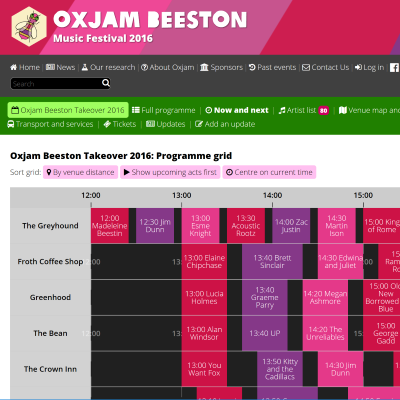 OXJAM BEESTON
Music Festival 2016
Home News Our research About Oxjam Sponsors Past events Contact Us Log in
Search
Oxjam Beeston Takeover 2016 Full programme Now and next Artist list 80 Venue map and
Transport and services Tickets Updates Add an update
Oxjam Beeston Takeover 2016: Programme grid
Sort grid: By venue distance Show upcoming acts first Centre on current time
12:00 13:00 14:00 15:00
The Greyhound
12:00
Madeleine
Beestin
12:30 Jim
Dunn
13:00
Esme
Knight
13:30
Acoustic
Rootz
14:00 Zac
Justin
14:30
Martin
Ison
15:00 King
of Rome
Froth Coffee Shop
13:00 Elaine
Chipchase
13:40 Brett
Sinclair
14:30 Edwina
and Juliet
Greenhood
13:00 Lucia
Holmes
13:40
Graeme
Parry
14:20 Megan
Ashmore
15:00 Old
New
Borrowed
Blue
The Bean
13:00 Alan
Windsor
13:40 UP
14:20 The
Unreliables
15:00
George
Gadd
The Crown Inn
13:00 You
Want Fox
13:50 Kitty
and the
Cadillacs
14:30 Jim
Dunn